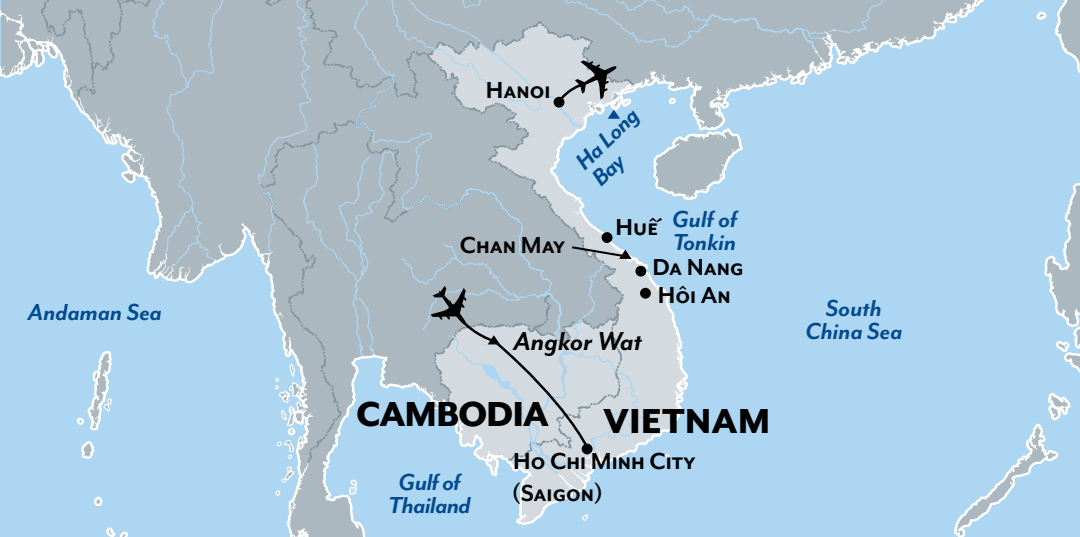 HANOI
Ha Long
Bay
HUẾ
Gulf of
Tonkin
CHAN MAY
DA NANG
HÔI AN
Andaman Sea
South
China Sea
Angkor Wat
CAMBODIA
VIETNAM
HO CHI MINH CITY
(SAIGON)
Gulf of
Thailand